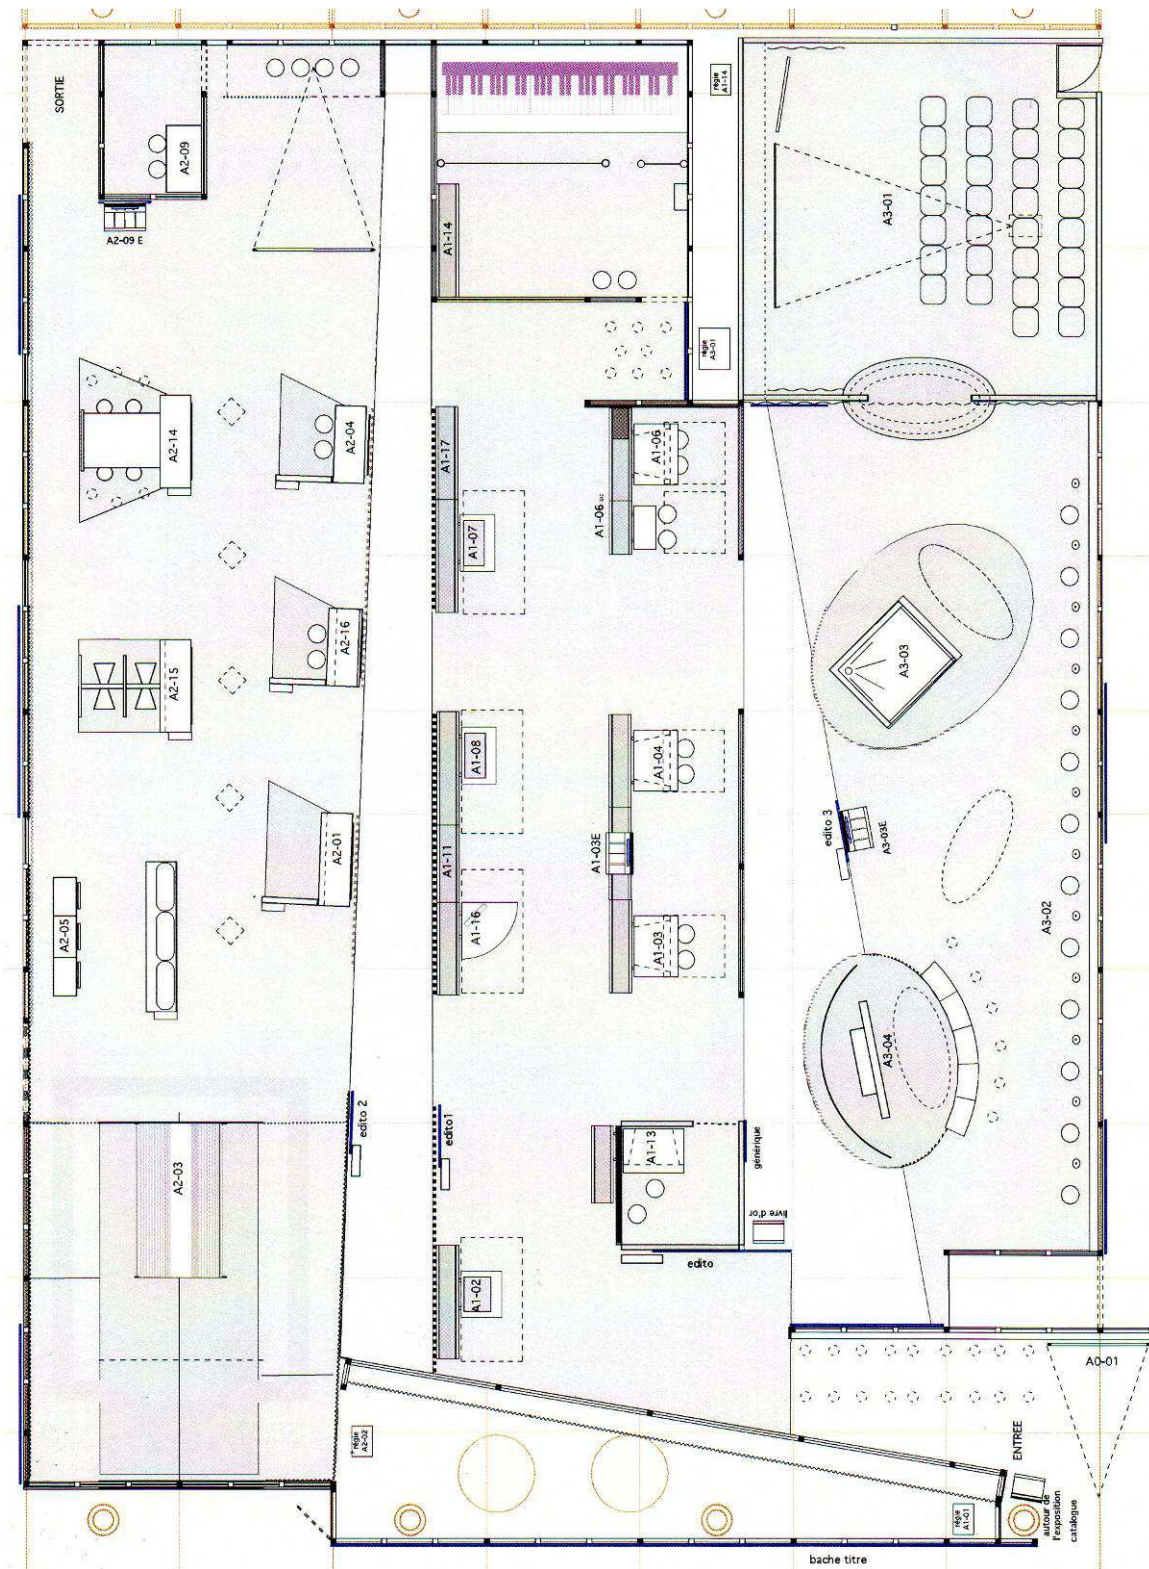 SORTIE
A2-09
A2-09 E
A1-14
régie
A1-14
A3-01
régie
A3-01
A2-14
A2-04
A1-17
A1-06
A1-07
A1-06
A2-16
A2-15
A3-03
A1-08
A1-04
A2-01
A1-11
A1-03E
edito 3
A3-03E
A2-05
A1-16
A1-03
A3-02
A3-04
edito 2
edito1
A2-03
A1-13
générique
livre d'or
edito
A1-02
A0-01
régie
A2-02
ENTREE
régie
A1-01
autour de
l'exposition
catalogue
bache titre